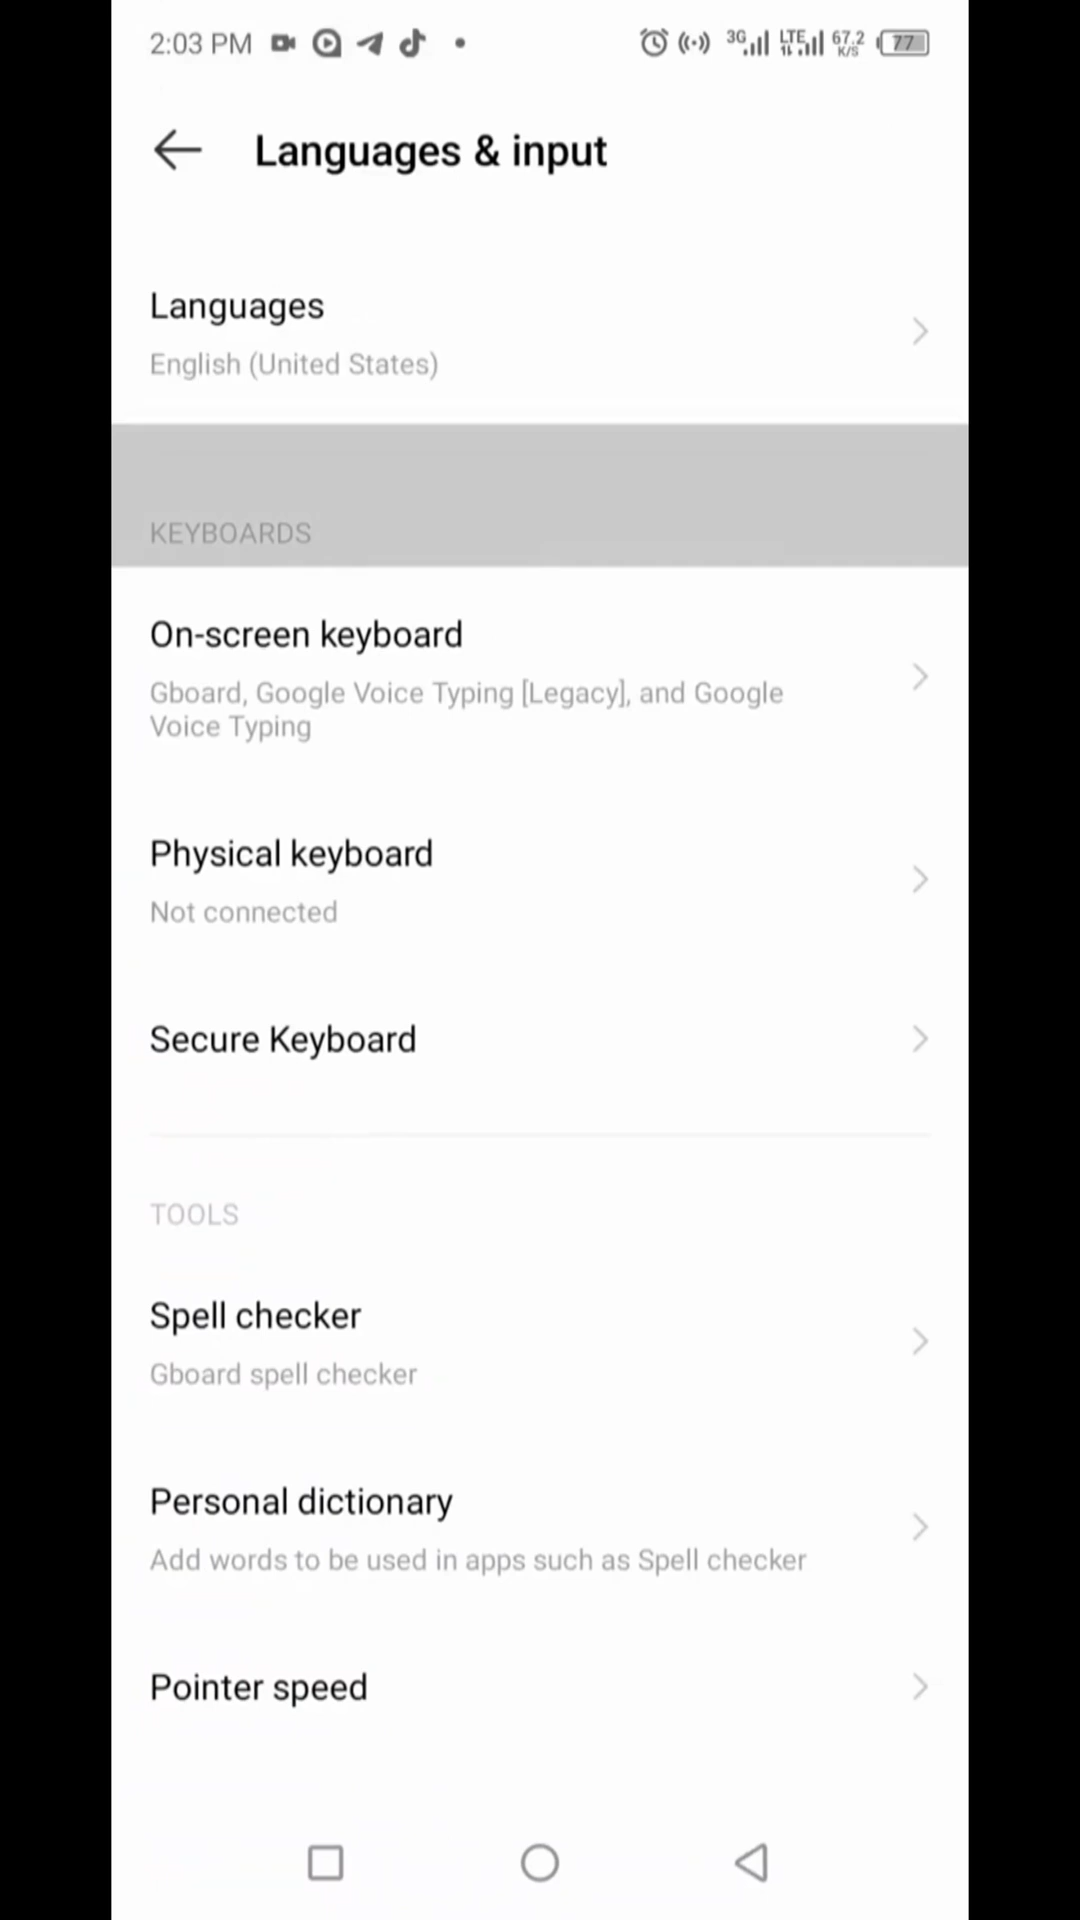 2:03 PM 3G LTE 67.2 K/S 77
Languages & input
Languages
English (United States)
KEYBOARDS
On-screen keyboard
Gboard, Google Voice Typing [Legacy], and Google
Voice Typing
Physical keyboard
Not connected
Secure Keyboard
TOOLS
Spell checker
Gboard spell checker
Personal dictionary
Add words to be used in apps such as Spell checker
Pointer speed